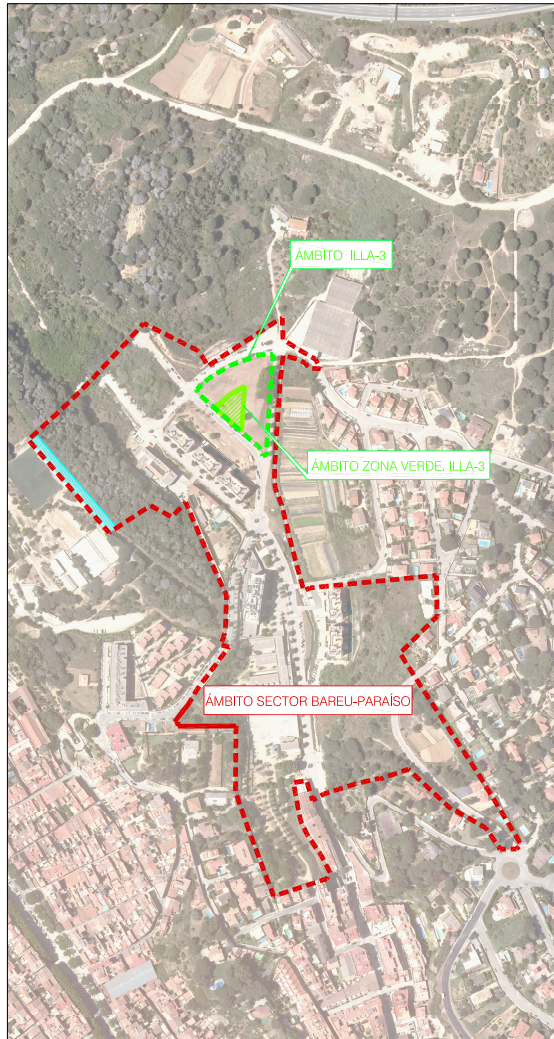 ÁMBITO ILLA-3
ÁMBITO ZONA VERDE. ILLA-3
ÁMBITO SECTOR BAREU-PARAÍSO